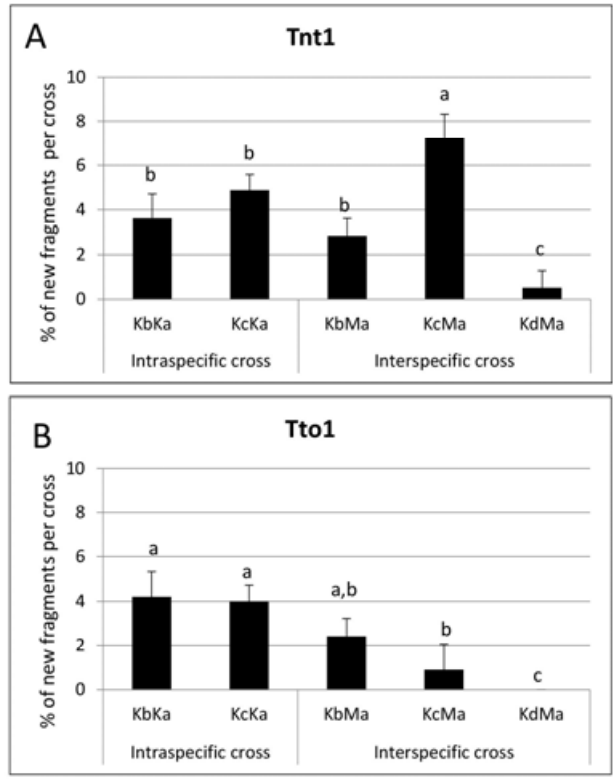 A
Tnt1
% of new fragments per cross
10
8
6
4
2
0
b
b
b
a
c
KbKa
KcKa
KbMa
KcMa
KdMa
Intraspecific cross
Interspecific cross
B
Tto1
% of new fragments per cross
10
8
6
4
2
0
a
a
a,b
b
c
KbKa
KcKa
KbMa
KcMa
KdMa
Intraspecific cross
Interspecific cross